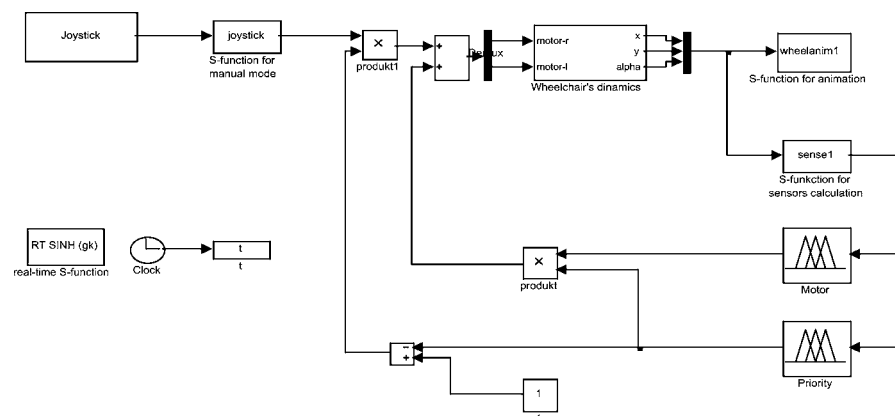 Joystick
joystick
S-function for
manual mode
×
produkt1
+
+
Demux
motor-r
motor-l
x
y
alpha
Wheelchair's dinamics
wheelanim1
S-function for animation
sense1
S-funkction for
sensors calculation
RT SINH (gk)
real-time S-function
Clock
t
t
×
produkt
Motor
−
+
1
Priority